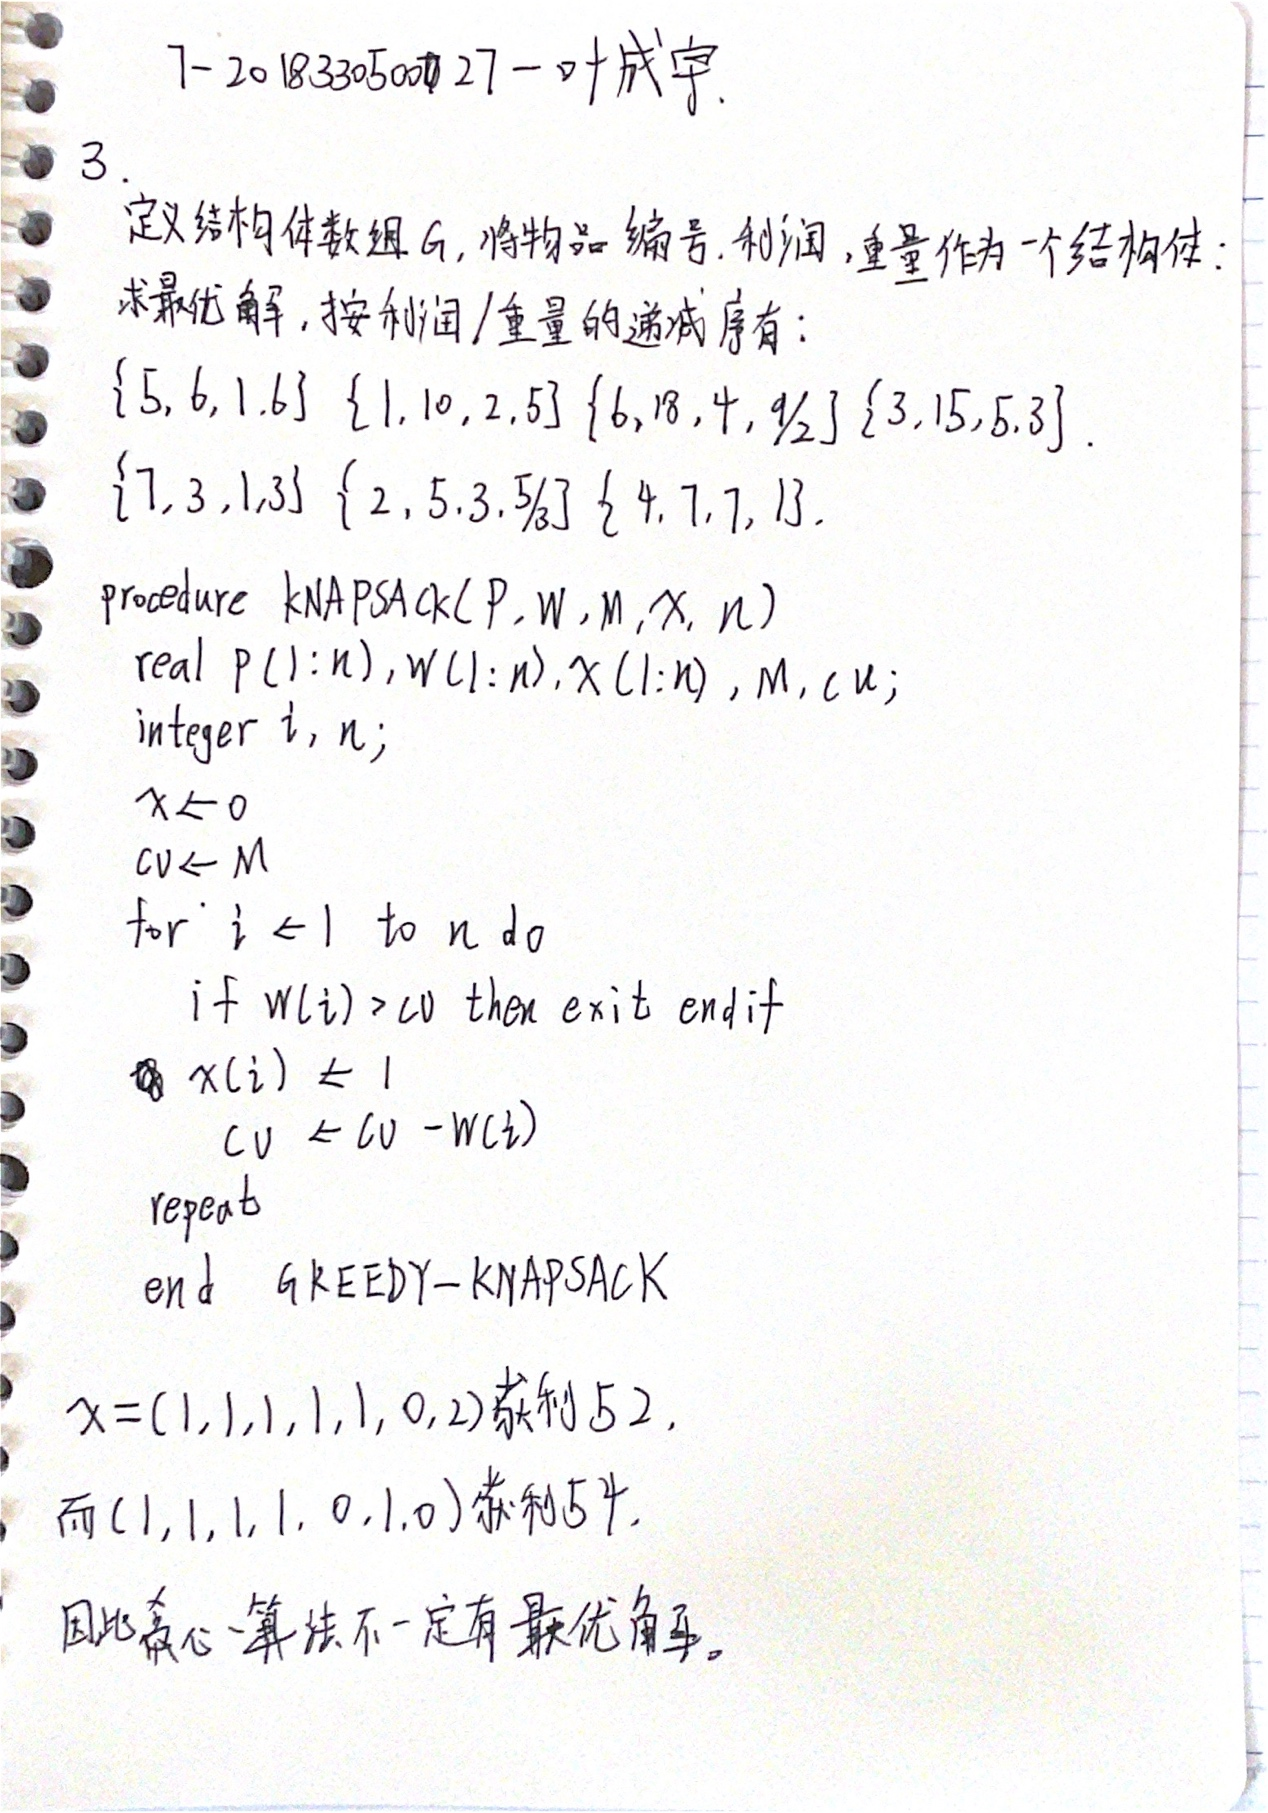 7-2018330500127-叶成宇.
3.
定义结构体数组G,将物品编号.利润,重量作为一个结构体:
求最优解,按利润/重量的递减序有:
{5,6,1.6} {1,10,2,5} {6,18,4,9/2} {3,15,5.3}.
{7,3,1,3} {2,5.3.5/3} {4.7.7,1}.
procedure KNAPSACK(P.W,M,X,n)
real P(1:n),W(1:n).X(1:n),M,cu;
integer i,n;
x←0
cu←M
for i←1 to n do
if W(i)>cu then exit endif
x(i)←1
cu←cu-W(i)
repeat
end GREEDY-KNAPSACK
x=(1,1,1,1,1,0,2)获利52.
而(1,1,1,1.0.1.0)获利54.
因此贪心算法不一定有最优解。